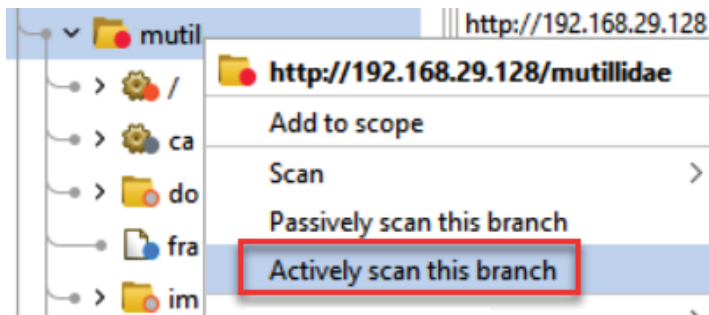 mutil
http://192.168.29.128
http://192.168.29.128/mutillidae
/
Add to scope
ca
Scan
do
Passively scan this branch
fra
Actively scan this branch
im